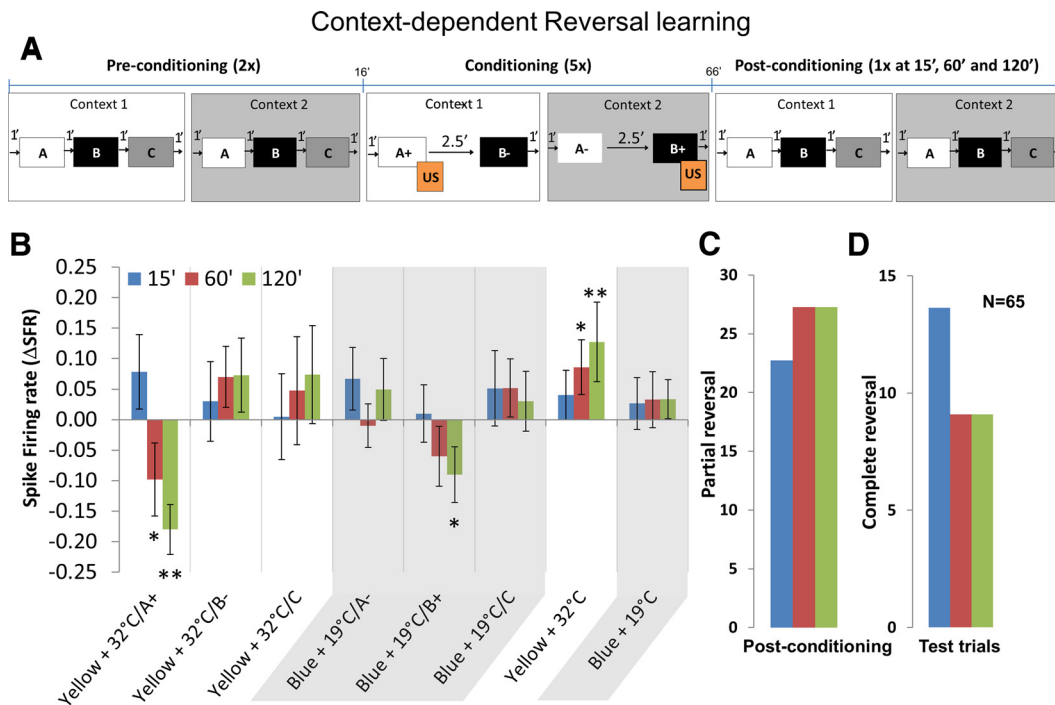 Context-dependent Reversal learning
A
Pre-conditioning (2x)
16'
Conditioning (5x)
66'
Post-conditioning (1x at 15', 60' and 120')
Context 1
1' A 1' B 1' C 1'
Context 2
1' A 1' B 1' C 1'
Context 1
1' A+ 2.5' B- 1'
US
Context 2
1' A- 2.5' B+ 1'
US
Context 1
1' A 1' B 1' C 1'
Context 2
1' A 1' B 1' C
B
15' 60' 120'
Spike Firing rate (ΔSFR)
0.25
0.20
0.15
0.10
0.05
0.00
-0.05
-0.10
-0.15
-0.20
-0.25
*
**
*
*
**
Yellow + 32°C/A+
Yellow + 32°C/B-
Yellow + 32°C/C
Blue + 19°C/A-
Blue + 19°C/B+
Blue + 19°C/C
Yellow + 32°C
Blue + 19°C
C
Partial reversal
30
25
20
15
10
5
0
Post-conditioning
D
Complete reversal
15
10
5
0
N=65
Test trials